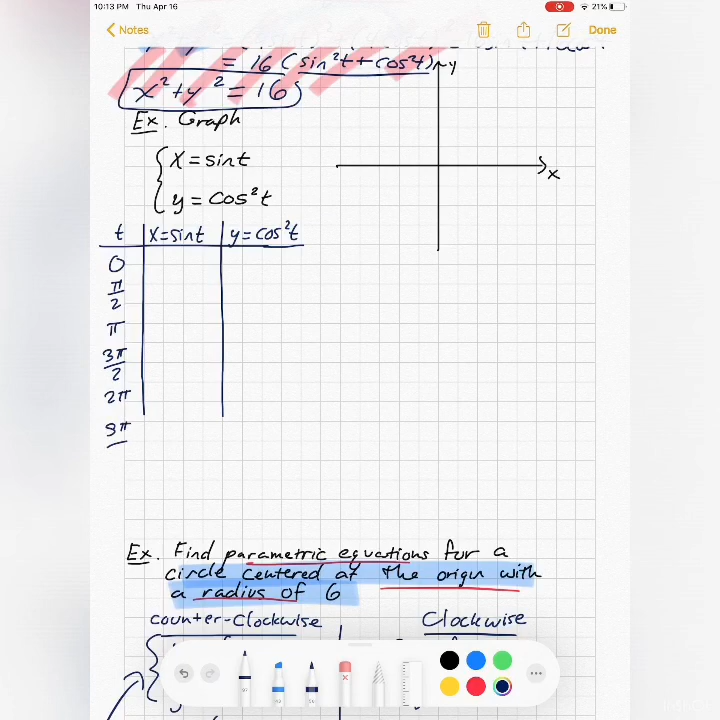 10:13 PM Thu Apr 16
21%
Notes
Done
= 16 (sin²t + cos²t)
y
x² + y² = 16
Ex. Graph
x = sint
x
y = cos²t
t x = sint y = cos²t
0
π/2
π
3π/2
2π
Ex. Find parametric equations for a
circle centered at the origin with
a radius of 6
counter-clockwise Clockwise
97